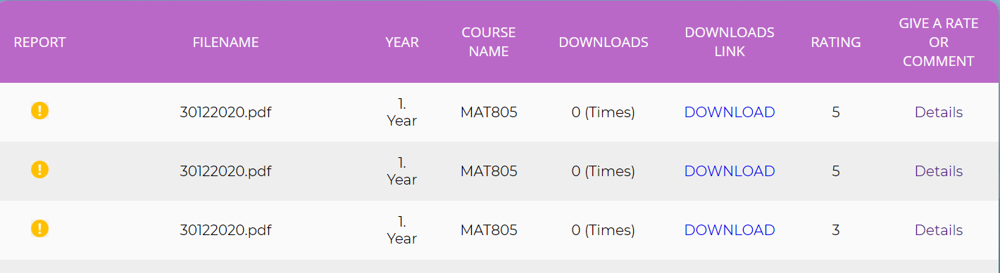 REPORT FILENAME YEAR COURSE NAME DOWNLOADS DOWNLOADS LINK RATING GIVE A RATE OR COMMENT
30122020.pdf 1. Year MAT805 0 (Times) DOWNLOAD 5 Details
30122020.pdf 1. Year MAT805 0 (Times) DOWNLOAD 5 Details
30122020.pdf 1. Year MAT805 0 (Times) DOWNLOAD 3 Details